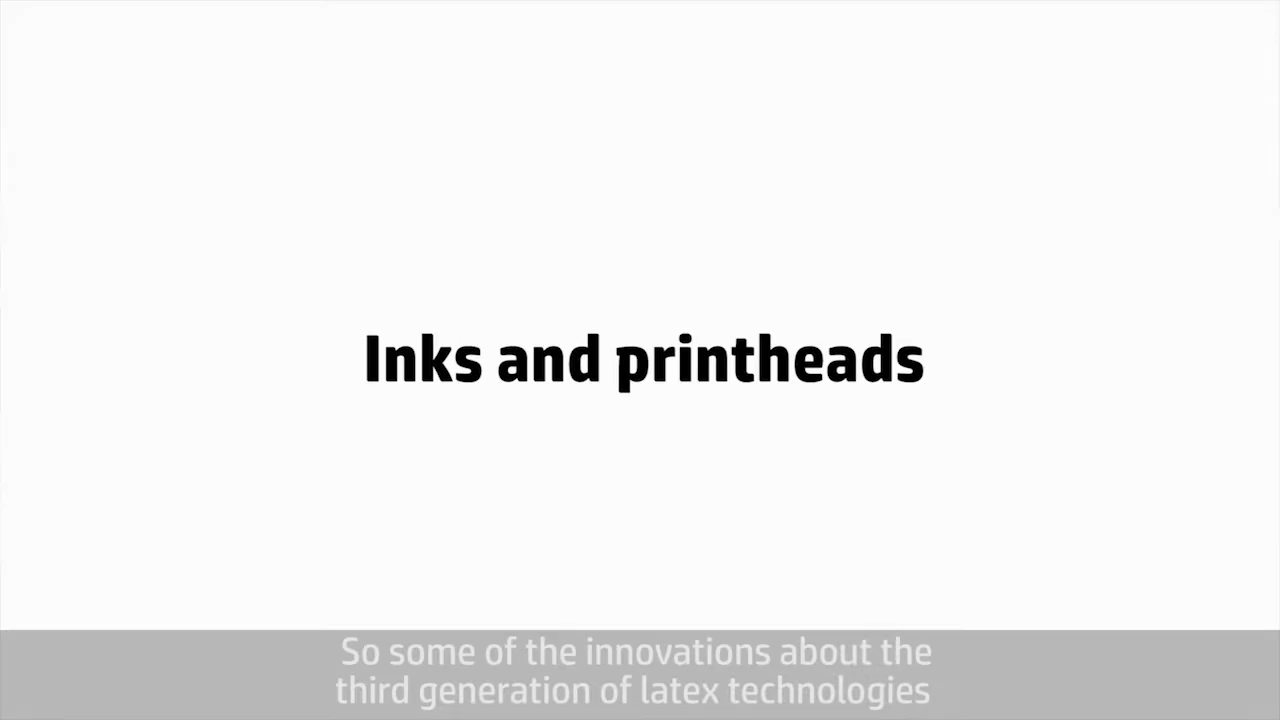 Inks and printheads
So some of the innovations about the
third generation of latex technologies